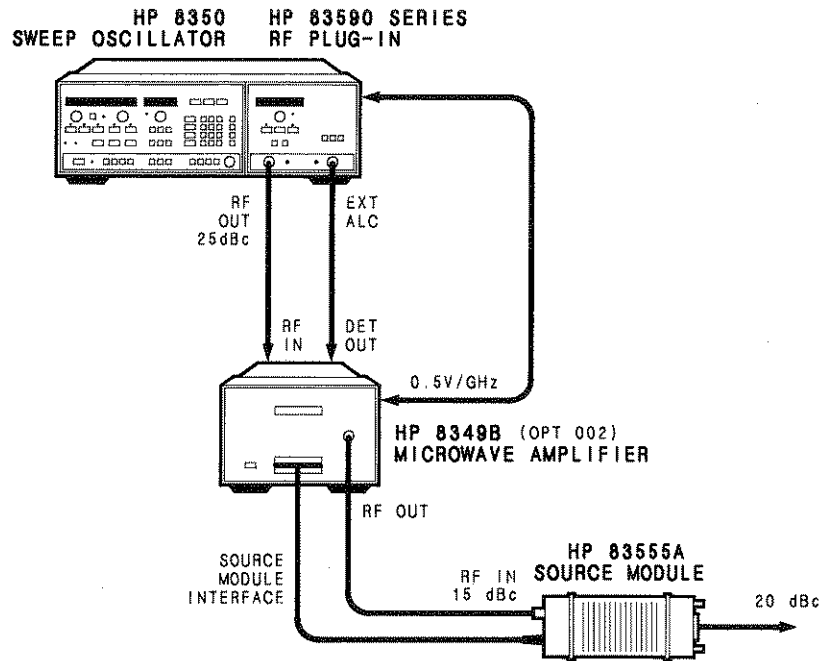 HP 8350
SWEEP OSCILLATOR
HP 83590 SERIES
RF PLUG-IN
RF
OUT
25dBc
EXT
ALC
RF
IN
DET
OUT
0.5V/GHz
HP 8349B (OPT 002)
MICROWAVE AMPLIFIER
RF OUT
SOURCE
MODULE
INTERFACE
RF IN
15 dBc
HP 83555A
SOURCE MODULE
20 dBc